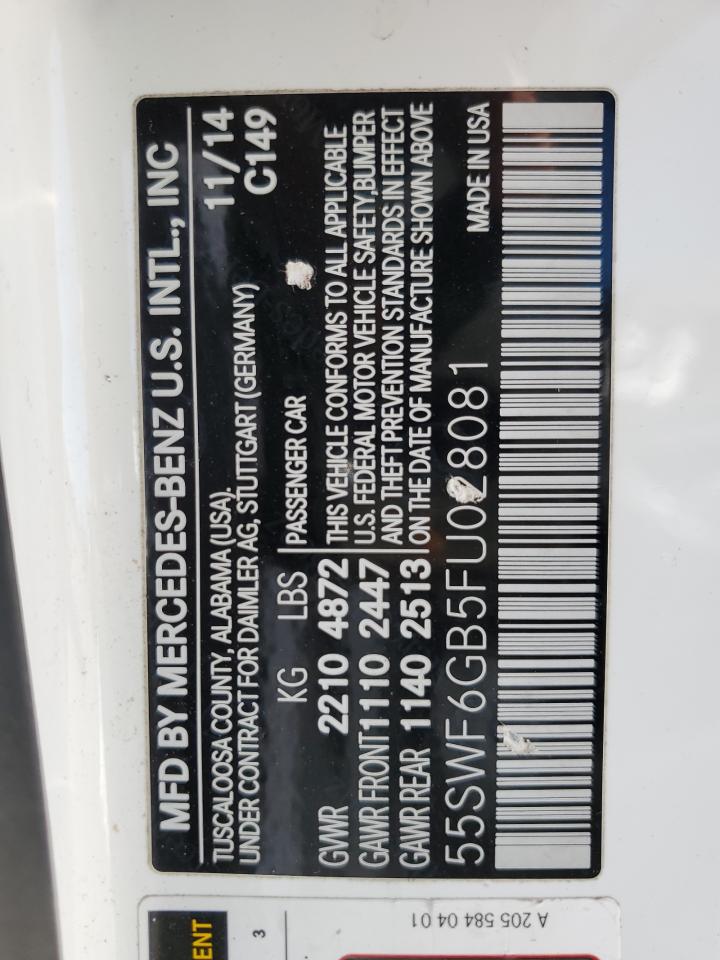 MFD BY MERCEDES-BENZ U.S. INTL., INC
TUSCALOOSA COUNTY, ALABAMA (USA), 11/14
UNDER CONTRACT FOR DAIMLER AG, STUTTGART (GERMANY) C149
KG LBS PASSENGER CAR
GVWR 2210 4872 THIS VEHICLE CONFORMS TO ALL APPLICABLE
GAWR FRONT 1110 2447 U.S. FEDERAL MOTOR VEHICLE SAFETY, BUMPER
AND THEFT PREVENTION STANDARDS IN EFFECT
GAWR REAR 1140 2513 ON THE DATE OF MANUFACTURE SHOWN ABOVE
55SWF6GB5FU028081 MADE IN USA
ENT
3
A 205 584 04 01